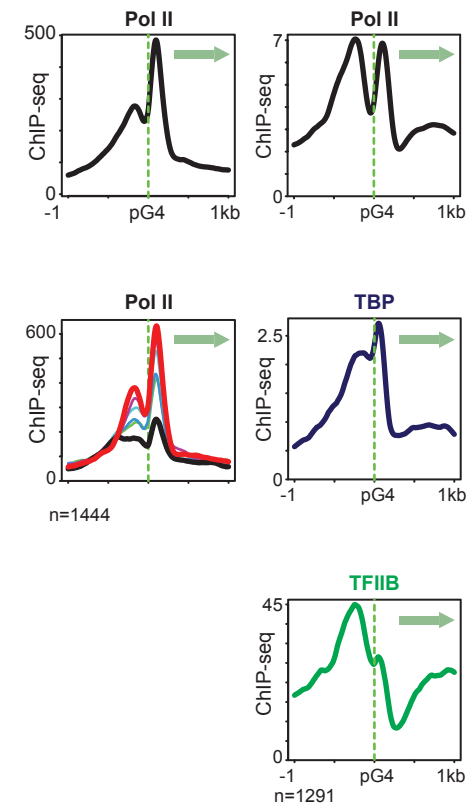 Pol II
500
ChIP-seq
0
-1 pG4 1kb
Pol II
7
ChIP-seq
0
-1 pG4 1kb
Pol II
600
ChIP-seq
0
n=1444
TBP
2.5
ChIP-seq
0
-1 pG4 1kb
TFIIB
45
ChIP-seq
0
-1 pG4 1kb
n=1291